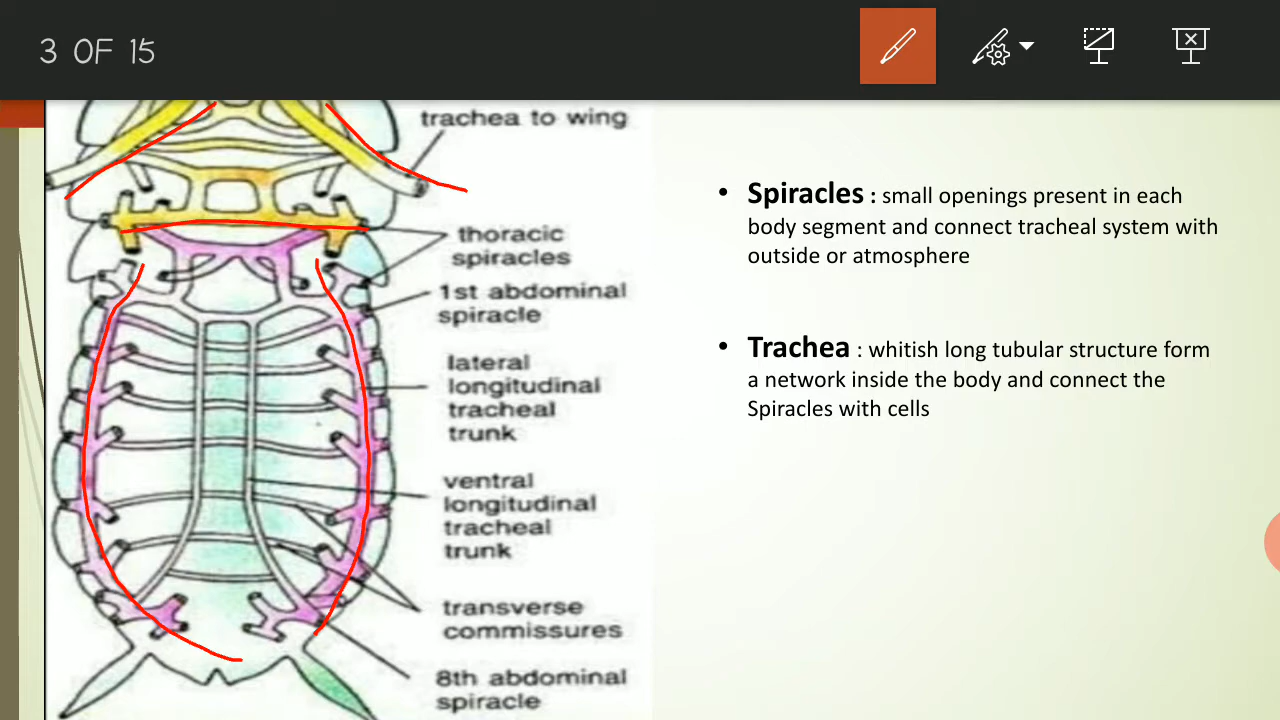 3 OF 15
trachea to wing
thoracic
spiracles
1st abdominal
spiracle
lateral
longitudinal
tracheal
trunk
ventral
longitudinal
tracheal
trunk
transverse
commissures
8th abdominal
spiracle
• Spiracles : small openings present in each
body segment and connect tracheal system with
outside or atmosphere
• Trachea : whitish long tubular structure form
a network inside the body and connect the
Spiracles with cells